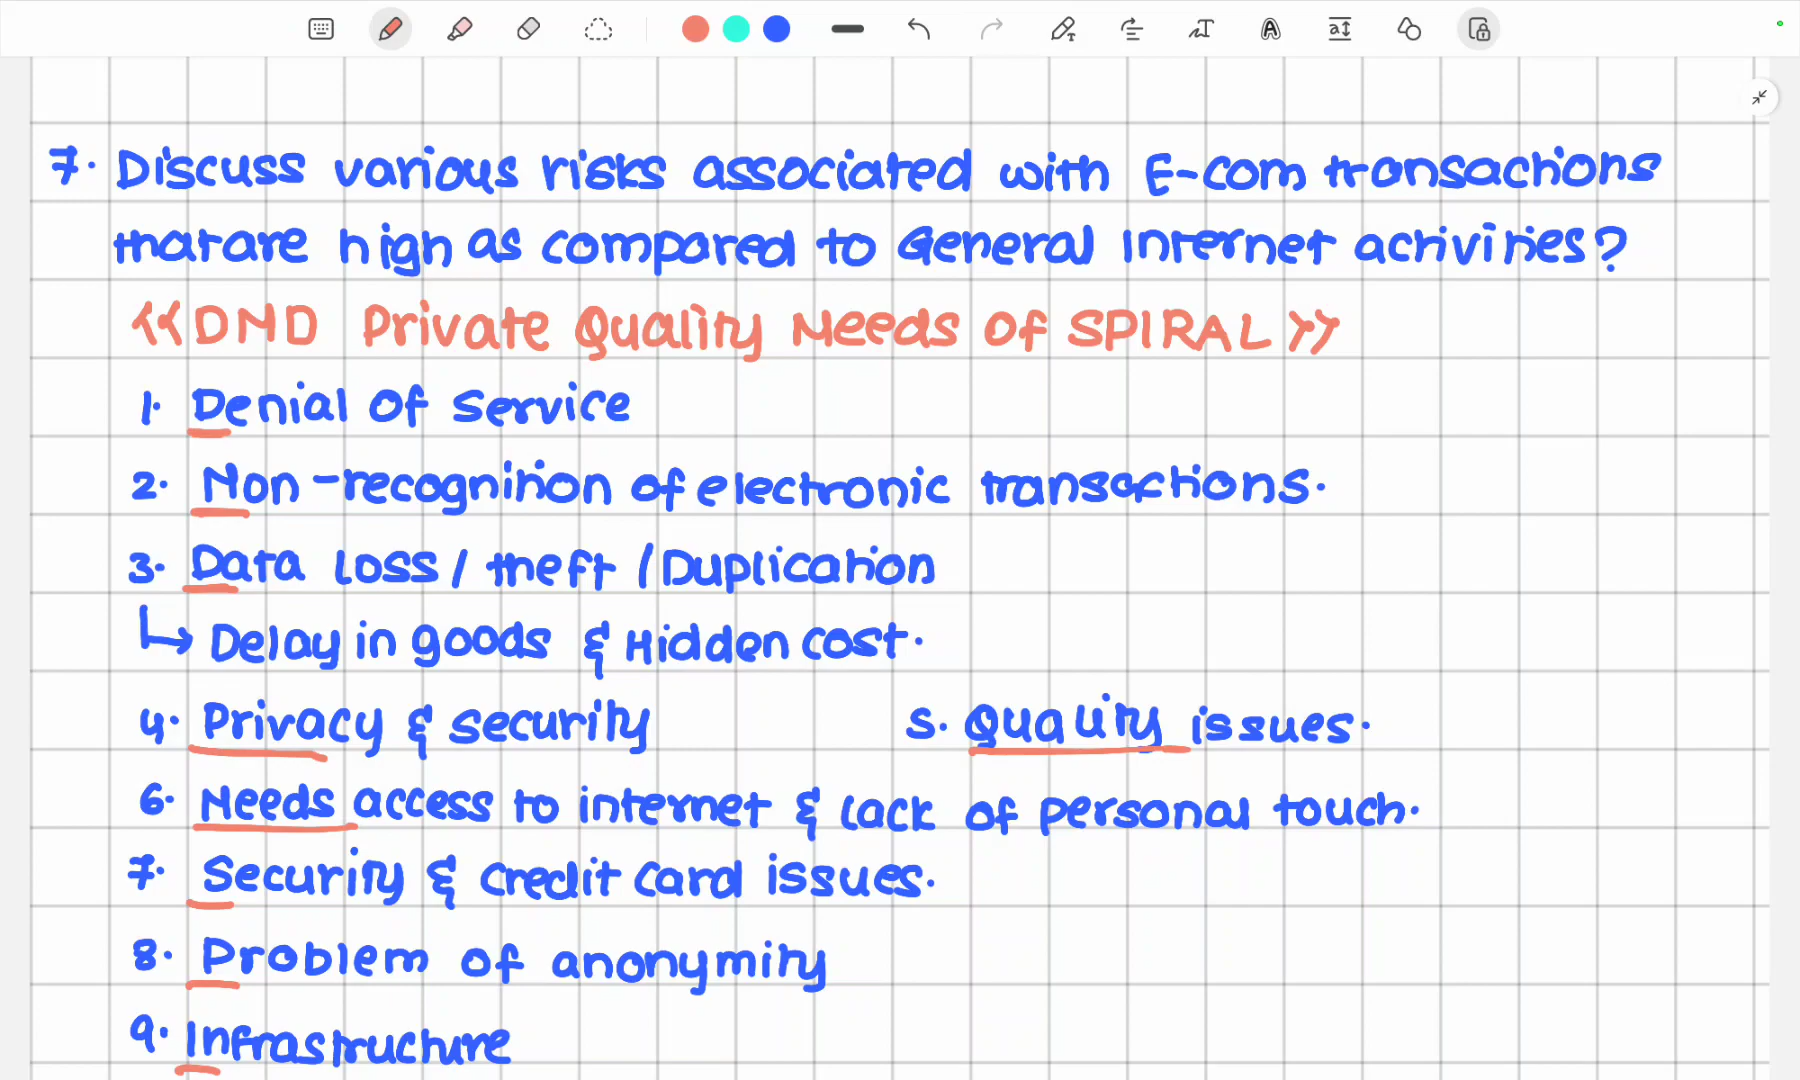 7. Discuss various risks associated with E-com transactions
that are high as compared to General Internet activities?
<<DND Private Quality Needs Of SPIRAL>>
1. Denial of service
2. Non-recognition of electronic transactions.
3. Data Loss / theft / Duplication
↳ Delay in goods & Hidden cost.
4. Privacy & security 5. Quality issues.
6. Needs access to internet & Lack of personal touch.
7. Security & credit card issues.
8. Problem of anonymity
9. Infrastructure